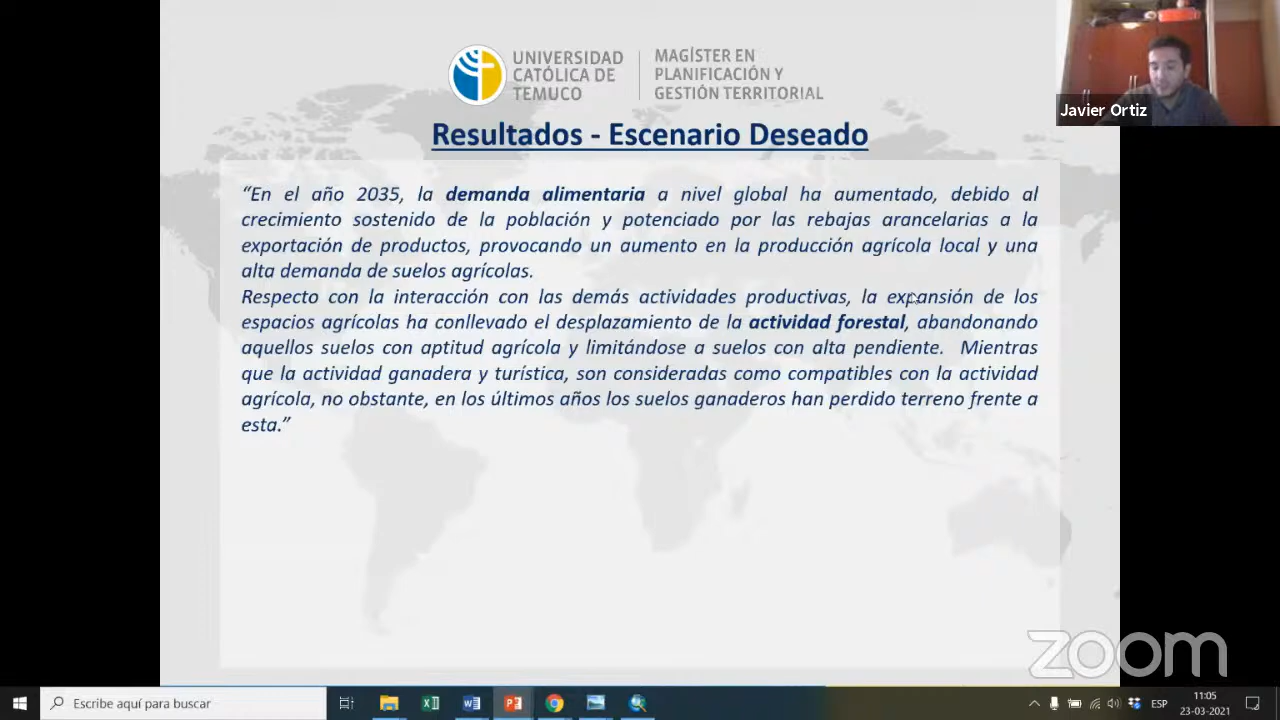 UNIVERSIDAD
CATÓLICA DE
TEMUCO
MAGÍSTER EN
PLANIFICACIÓN Y
GESTIÓN TERRITORIAL
Javier Ortiz
Resultados - Escenario Deseado
“En el año 2035, la demanda alimentaria a nivel global ha aumentado, debido al
crecimiento sostenido de la población y potenciado por las rebajas arancelarias a la
exportación de productos, provocando un aumento en la producción agrícola local y una
alta demanda de suelos agrícolas.
Respecto con la interacción con las demás actividades productivas, la expansión de los
espacios agrícolas ha conllevado el desplazamiento de la actividad forestal, abandonando
aquellos suelos con aptitud agrícola y limitándose a suelos con alta pendiente. Mientras
que la actividad ganadera y turística, son consideradas como compatibles con la actividad
agrícola, no obstante, en los últimos años los suelos ganaderos han perdido terreno frente a
esta.”
zoom
Escribe aquí para buscar
ESP
11:05
23-03-2021